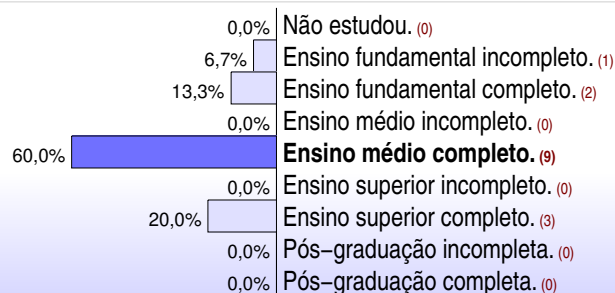 0,0% Não estudou. (0)
6,7% Ensino fundamental incompleto. (1)
13,3% Ensino fundamental completo. (2)
0,0% Ensino médio incompleto. (0)
60,0% Ensino médio completo. (9)
0,0% Ensino superior incompleto. (0)
20,0% Ensino superior completo. (3)
0,0% Pós−graduação incompleta. (0)
0,0% Pós−graduação completa. (0)